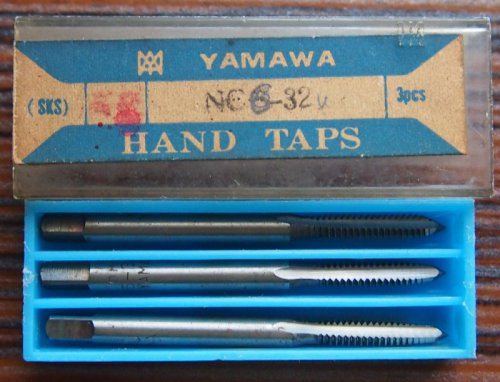 YAMAWA
(SKS)
NC6-32
3pcs
HAND TAPS